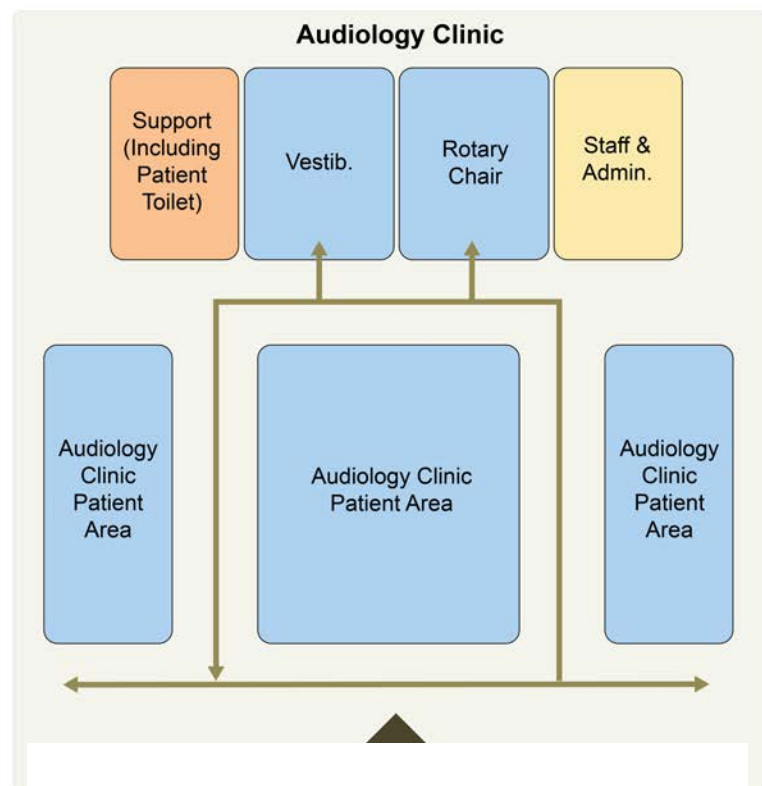 Audiology Clinic
Support
(Including
Patient
Toilet)
Vestib.
Rotary
Chair
Staff &
Admin.
Audiology
Clinic
Patient
Area
Audiology Clinic
Patient Area
Audiology
Clinic
Patient
Area